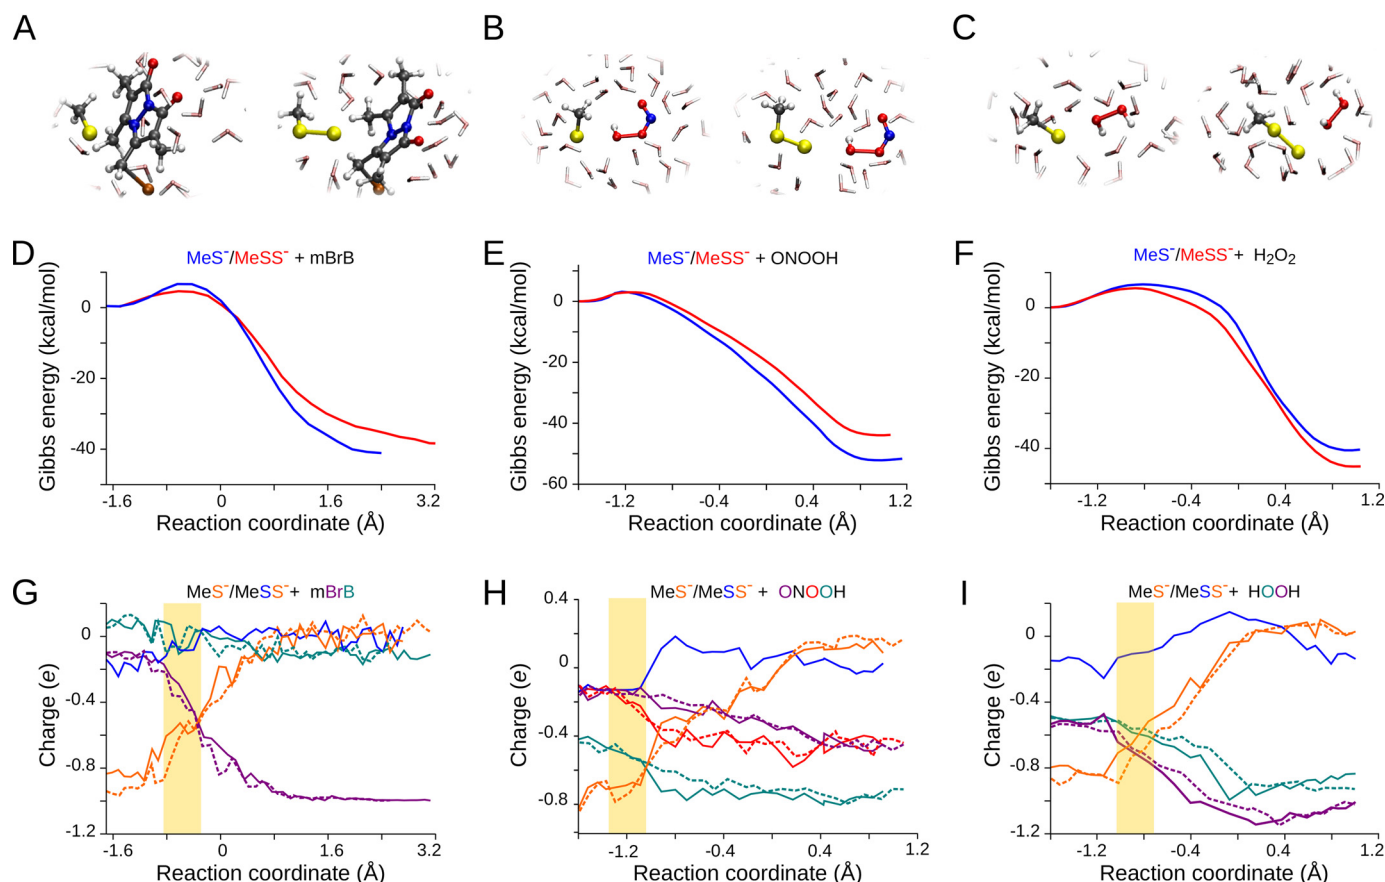 A
B
C
D
MeS⁻/MeSS⁻ + mBrB
Gibbs energy (kcal/mol)
0
-20
-40
-1.6
0
1.6
3.2
Reaction coordinate (Å)
E
MeS⁻/MeSS⁻ + ONOOH
Gibbs energy (kcal/mol)
0
-20
-40
-60
-1.2
-0.4
0.4
1.2
Reaction coordinate (Å)
F
MeS⁻/MeSS⁻ + H₂O₂
Gibbs energy (kcal/mol)
0
-20
-40
-1.2
-0.4
0.4
1.2
Reaction coordinate (Å)
G
MeS⁻/MeSS⁻ + mBrB
Charge (e)
0
-0.4
-0.8
-1.2
-1.6
0
1.6
3.2
Reaction coordinate (Å)
H
MeS⁻/MeSS⁻ + ONOOH
Charge (e)
0.4
0
-0.4
-0.8
-1.2
-0.4
0.4
1.2
Reaction coordinate (Å)
I
MeS⁻/MeSS⁻ + HOOH
Charge (e)
0
-0.4
-0.8
-1.2
-1.2
-0.4
0.4
1.2
Reaction coordinate (Å)